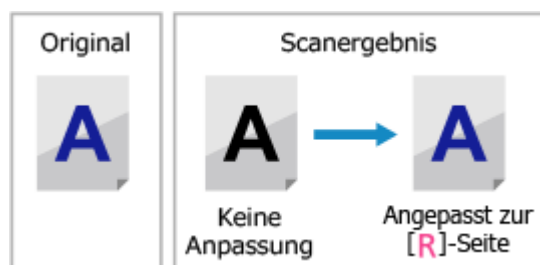 Original
A
Scanergebnis
A
A
Keine
Anpassung
Angepasst zur
[R]-Seite